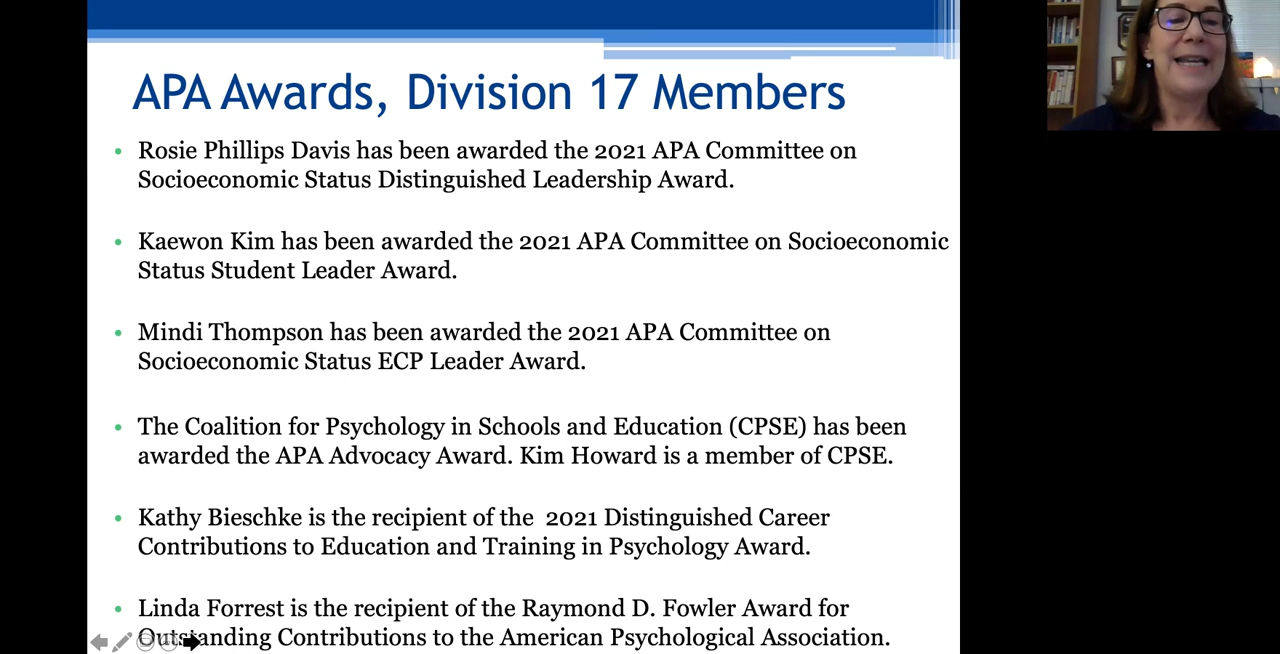 APA Awards, Division 17 Members
• Rosie Phillips Davis has been awarded the 2021 APA Committee on
Socioeconomic Status Distinguished Leadership Award.
• Kaewon Kim has been awarded the 2021 APA Committee on Socioeconomic
Status Student Leader Award.
• Mindi Thompson has been awarded the 2021 APA Committee on
Socioeconomic Status ECP Leader Award.
• The Coalition for Psychology in Schools and Education (CPSE) has been
awarded the APA Advocacy Award. Kim Howard is a member of CPSE.
• Kathy Bieschke is the recipient of the  2021 Distinguished Career
Contributions to Education and Training in Psychology Award.
• Linda Forrest is the recipient of the Raymond D. Fowler Award for
Outstanding Contributions to the American Psychological Association.